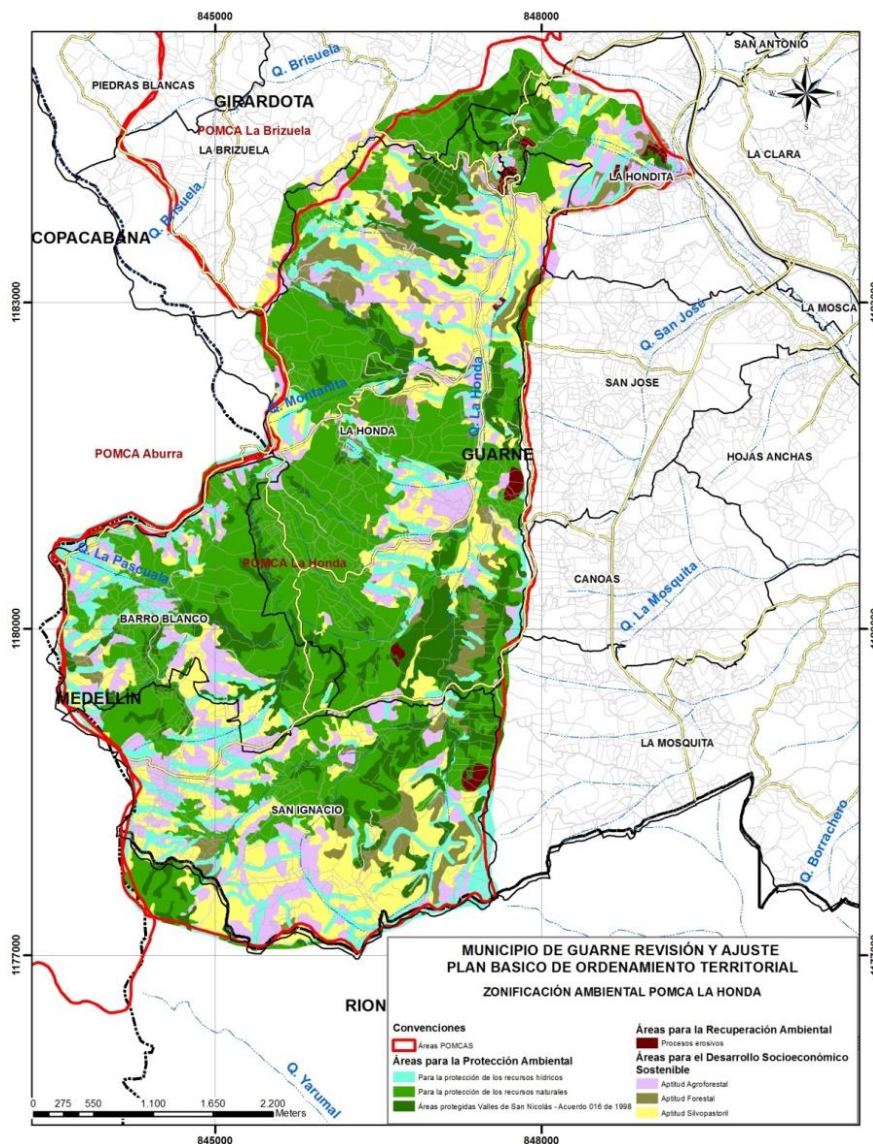 845000
848000
SAN ANTONIO
Q. Brisuela
PIEDRAS BLANCAS
GIRARDOTA
N
W
E
S
POMCA La Brizuela
LA BRIZUELA
LA CLARA
LA HONDITA
Q. Brisuela
COPACABANA
1183000
1183000
LA MOSCA
Q. San José
SAN JOSE
Q. Montañita
Q. La Honda
LA HONDA
POMCA Aburra
GUARNE
HOJAS ANCHAS
Q. La Pascuala
POMCA La Honda
CANOAS
Q. La Mosquita
BARRO BLANCO
1180000
1180000
MEDELLÍN
LA MOSQUITA
SAN IGNACIO
Q. Borrachero
1177000
1177000
MUNICIPIO DE GUARNE REVISIÓN Y AJUSTE
PLAN BASICO DE ORDENAMIENTO TERRITORIAL
ZONIFICACIÓN AMBIENTAL POMCA LA HONDA
RION
Convenciones
Áreas POMCAS
Áreas para la Protección Ambiental
Para la protección de los recursos hídricos
Para la protección de los recursos naturales
Áreas protegidas Valles de San Nicolás - Acuerdo 016 de 1998
Áreas para la Recuperación Ambiental
Procesos erosivos
Áreas para el Desarrollo Socioeconómico
Sostenible
Aptitud Agroforestal
Aptitud Forestal
Aptitud Silvopastoril
Q. Yarumal
0 275 550 1.100 1.650 2.200
Meters
845000
848000